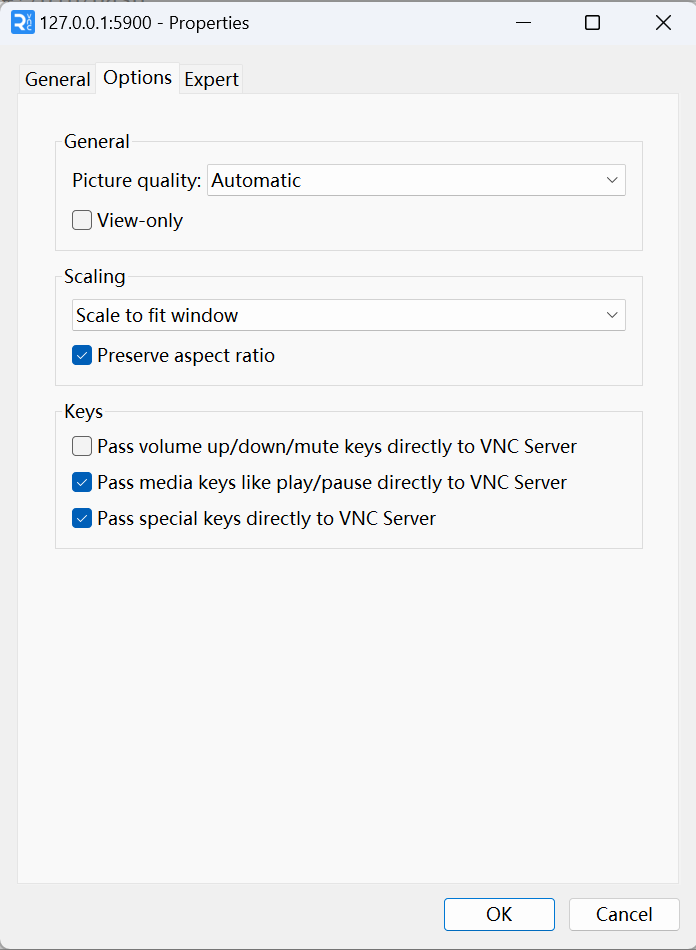 127.0.0.1:5900 - Properties
General Options Expert
General
Picture quality: Automatic
View-only
Scaling
Scale to fit window
Preserve aspect ratio
Keys
Pass volume up/down/mute keys directly to VNC Server
Pass media keys like play/pause directly to VNC Server
Pass special keys directly to VNC Server
OK Cancel